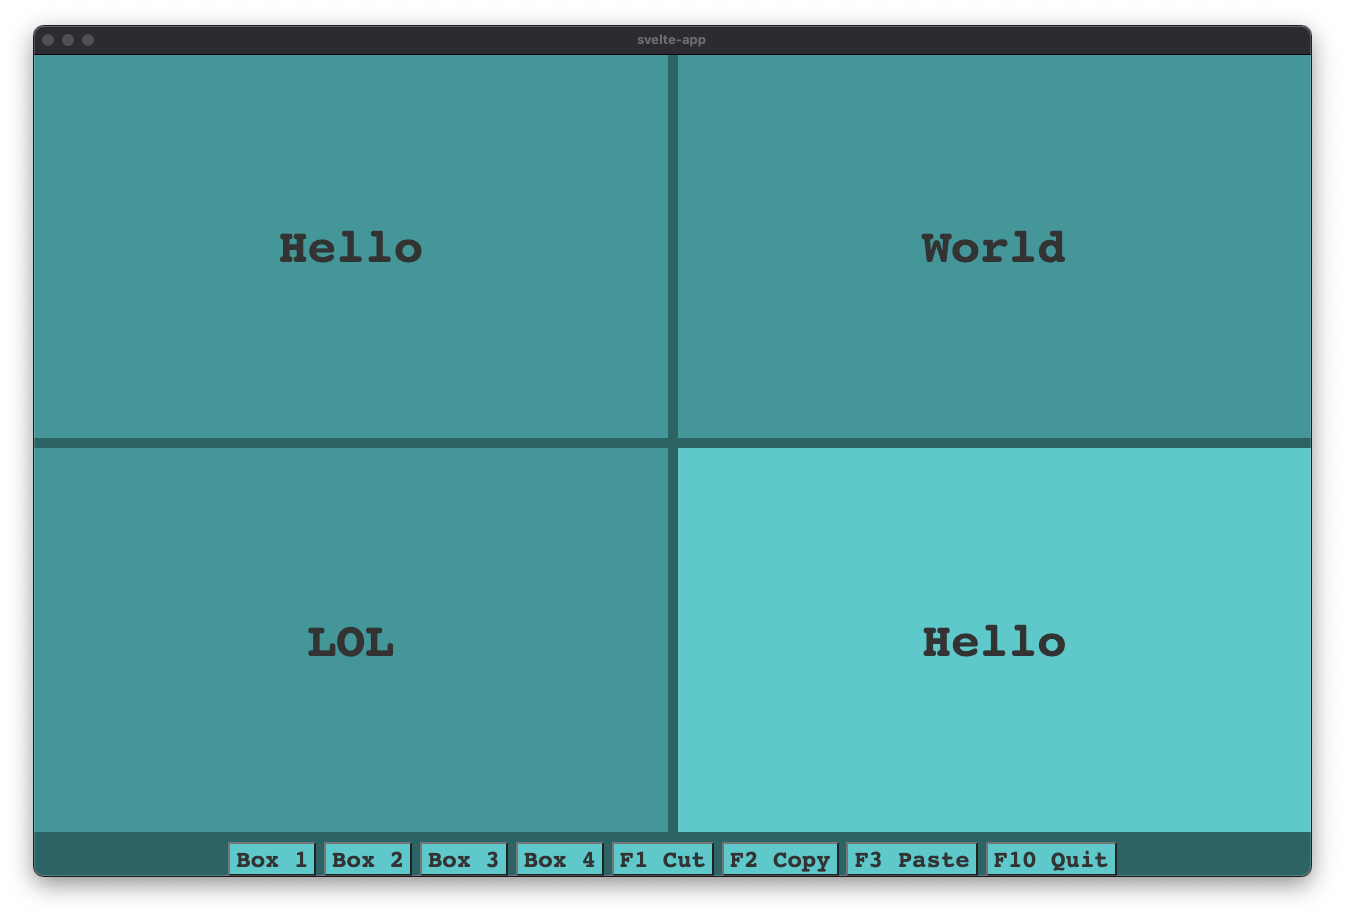 svelte-app
Hello
World
LOL
Hello
Box 1 Box 2 Box 3 Box 4 F1 Cut F2 Copy F3 Paste F10 Quit